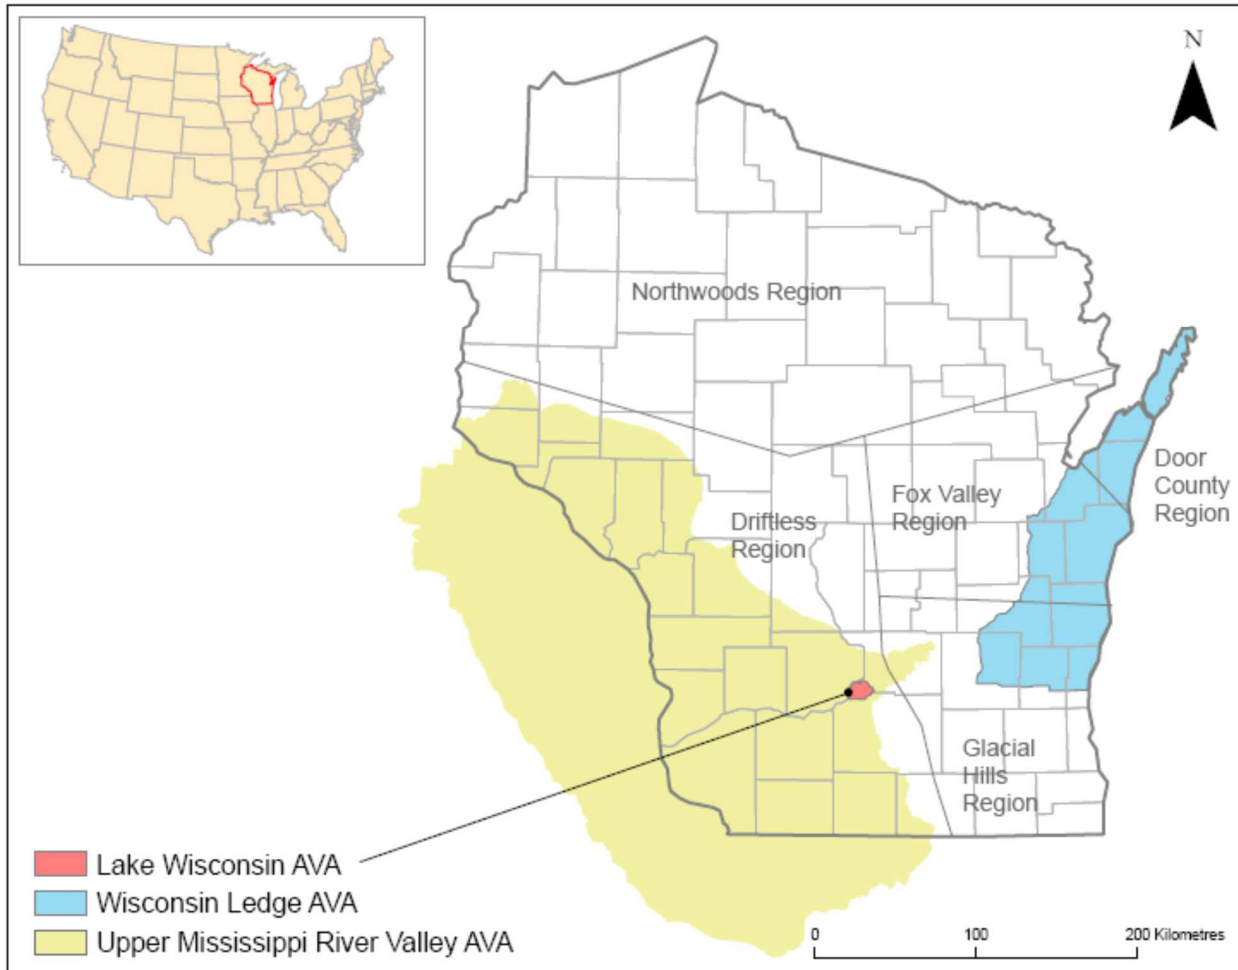 N
Northwoods Region
Door
County
Region
Fox Valley
Region
Driftless
Region
Glacial
Hills
Region
Lake Wisconsin AVA
Wisconsin Ledge AVA
Upper Mississippi River Valley AVA
0 100 200 Kilometres